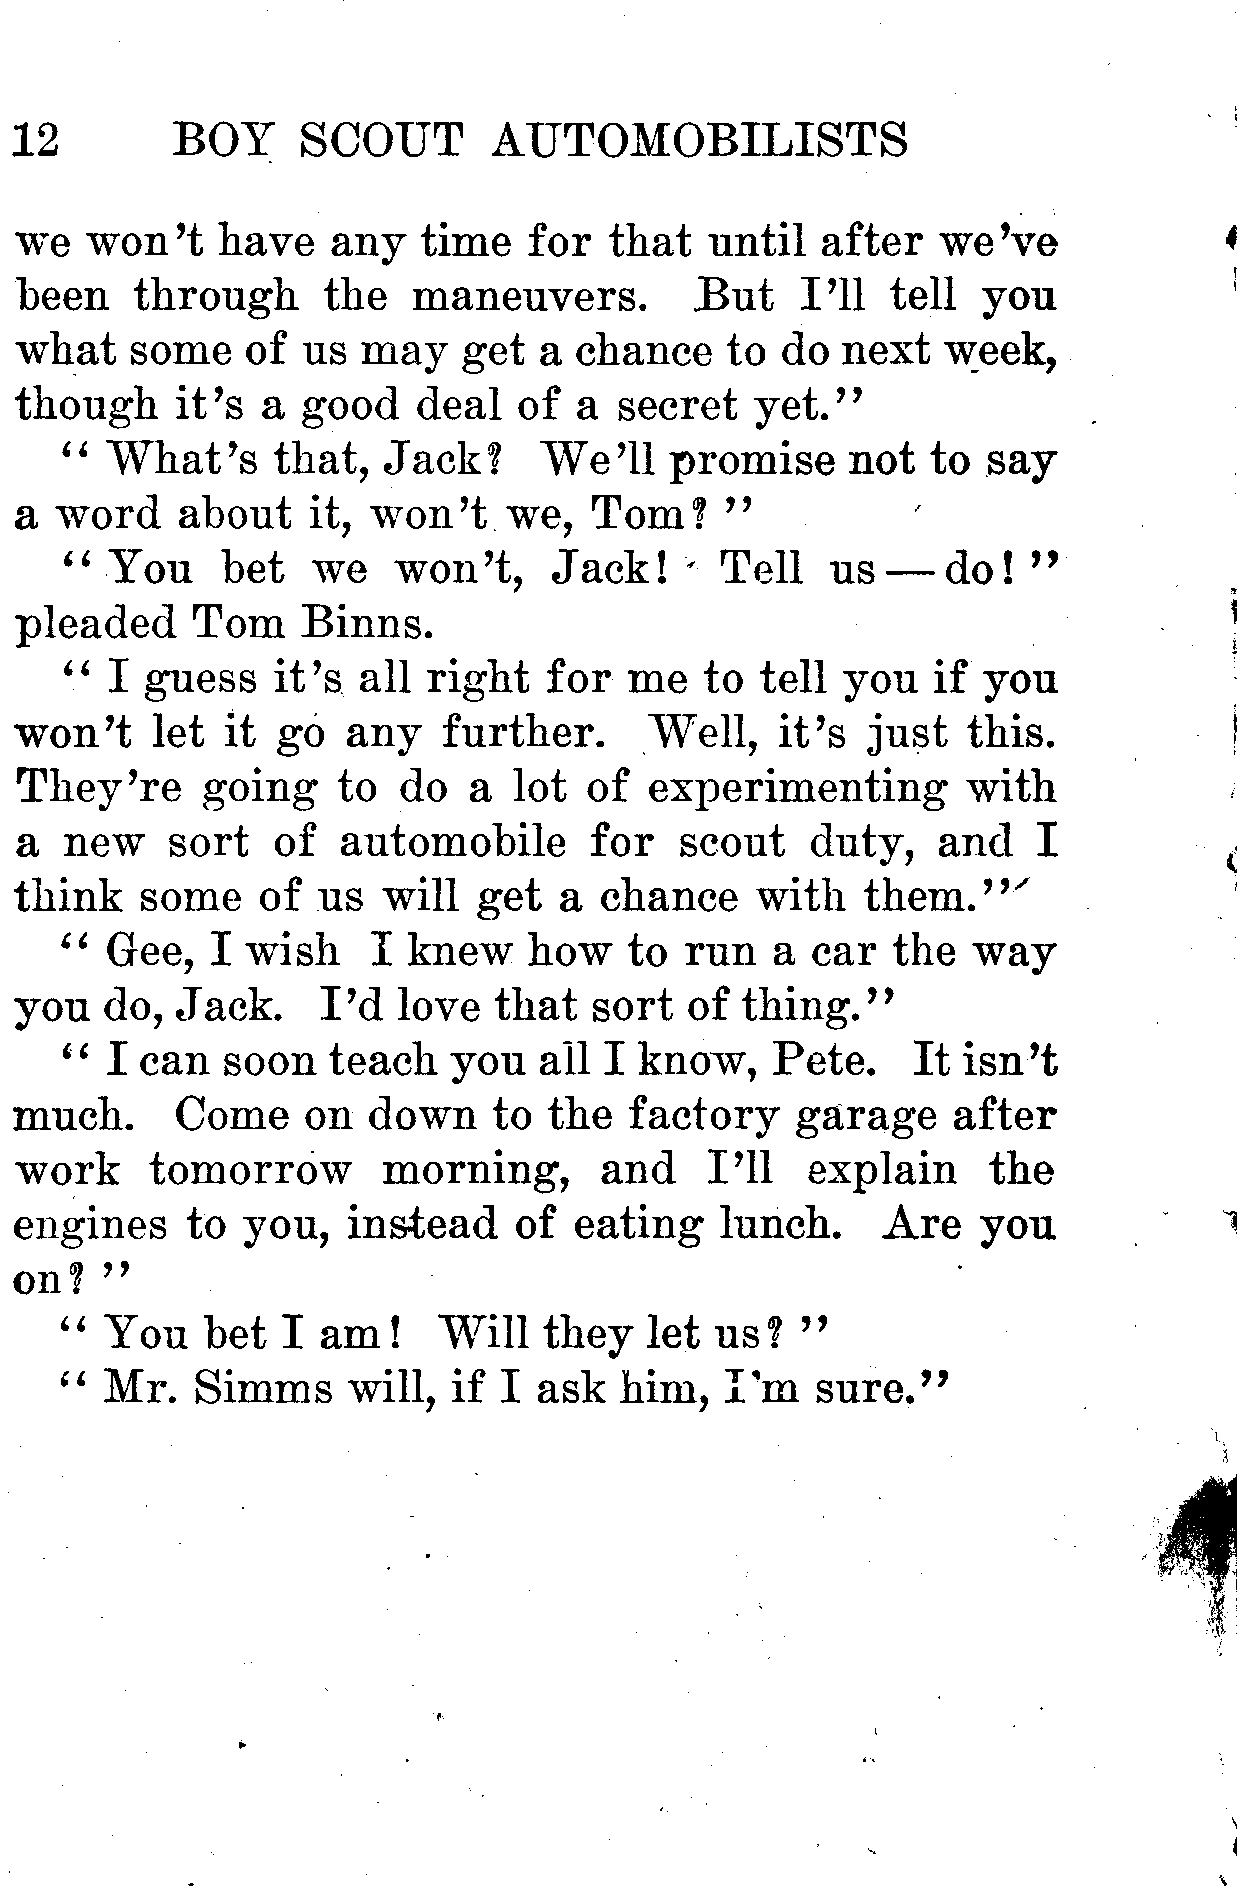 12 BOY SCOUT AUTOMOBILISTS
we won't have any time for that until after we've
been through the maneuvers. But I'll tell you
what some of us may get a chance to do next week,
though it's a good deal of a secret yet."
" What's that, Jack? We'll promise not to say
a word about it, won't we, Tom? "
" You bet we won't, Jack! Tell us — do! "
pleaded Tom Binns.
" I guess it's all right for me to tell you if you
won't let it go any further. Well, it's just this.
They're going to do a lot of experimenting with
a new sort of automobile for scout duty, and I
think some of us will get a chance with them."
" Gee, I wish I knew how to run a car the way
you do, Jack. I'd love that sort of thing."
" I can soon teach you all I know, Pete. It isn't
much. Come on down to the factory garage after
work tomorrow morning, and I'll explain the
engines to you, instead of eating lunch. Are you
on? "
" You bet I am! Will they let us? "
" Mr. Simms will, if I ask him, I'm sure."